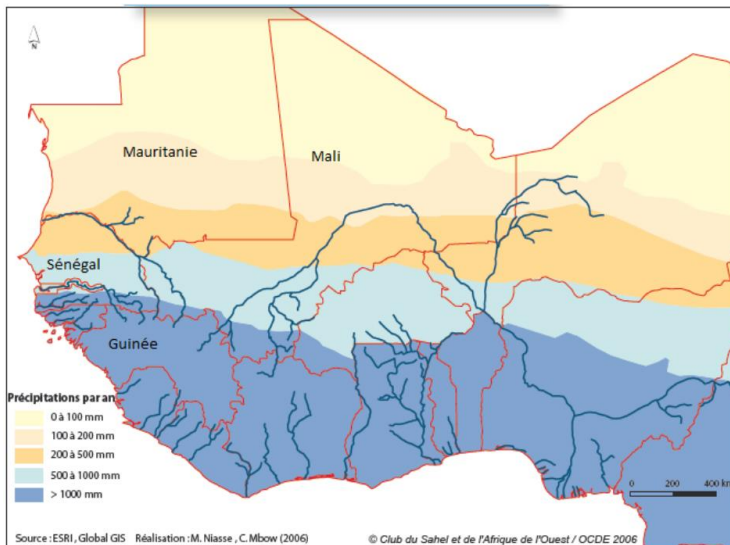 N
Mauritanie
Mali
Sénégal
Guinée
Précipitations par an
0 à 100 mm
100 à 200 mm
200 à 500 mm
500 à 1000 mm
> 1000 mm
0 200 400 km
Source : ESRI, Global GIS Réalisation : M. Niasse, C. Mbow (2006)
© Club du Sahel et de l'Afrique de l'Ouest / OCDE 2006